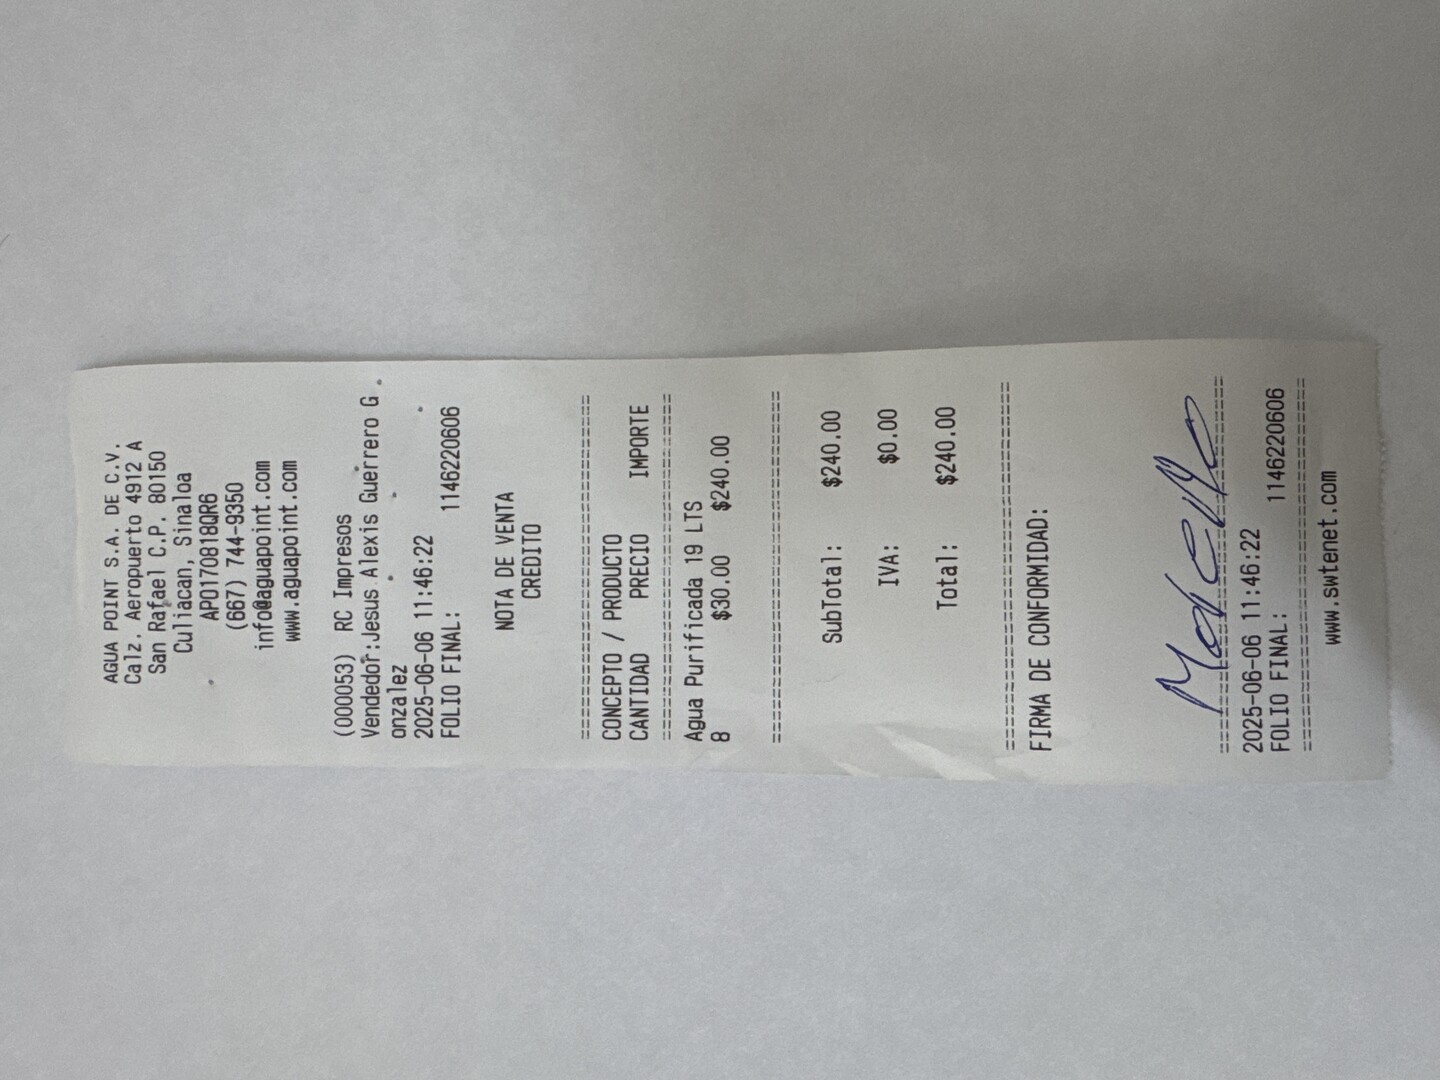 AGUA POINT S.A. DE C.V.
Calz. Aeropuerto 4912 A
San Rafael C.P. 80150
Culiacan, Sinaloa
APO170818QR6
(667) 744-9350
info@aguapoint.com
www.aguapoint.com
(000053) RC Impresos
Vendedor:Jesus Alexis Guerrero G
onzalez
2025-06-06 11:46:22
FOLIO FINAL: 1146220606
NOTA DE VENTA
CREDITO
================================
CONCEPTO / PRODUCTO
CANTIDAD PRECIO IMPORTE
================================
Agua Purificada 19 LTS
8 $30.00 $240.00
================================
SubTotal: $240.00
IVA: $0.00
Total: $240.00
================================
FIRMA DE CONFORMIDAD:
================================
2025-06-06 11:46:22
FOLIO FINAL: 1146220606
================================
www.swtenet.com